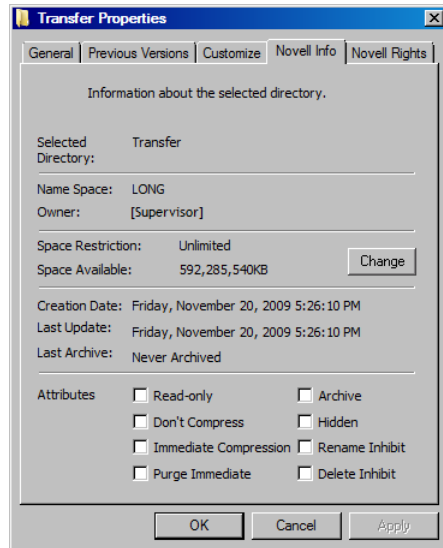 Transfer Properties
General Previous Versions Customize Novell Info Novell Rights
Information about the selected directory.
Selected Directory: Transfer
Name Space: LONG
Owner: [Supervisor]
Space Restriction: Unlimited
Space Available: 592,285,540KB
Change
Creation Date: Friday, November 20, 2009 5:26:10 PM
Last Update: Friday, November 20, 2009 5:26:10 PM
Last Archive: Never Archived
Attributes Read-only Archive
Don't Compress Hidden
Immediate Compression Rename Inhibit
Purge Immediate Delete Inhibit
OK Cancel Apply